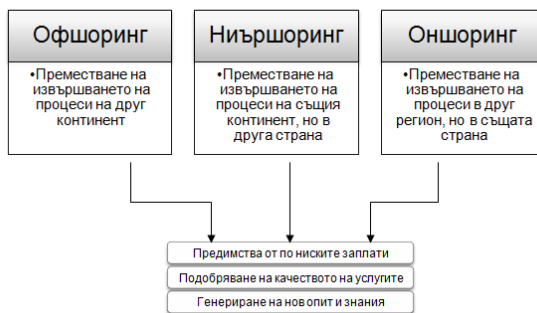 Офшоринг
•Преместване на
извършването на
процеси на друг
континент
Ниършоринг
•Преместване на
извършването на
процеси на същия
континент, но в
друга страна
Оншоринг
•Преместване на
извършването на
процеси в друг
регион, но в същата
страна
Предимства от по ниските заплати
Подобряване на качеството на услугите
Генериране на нов опит и знания